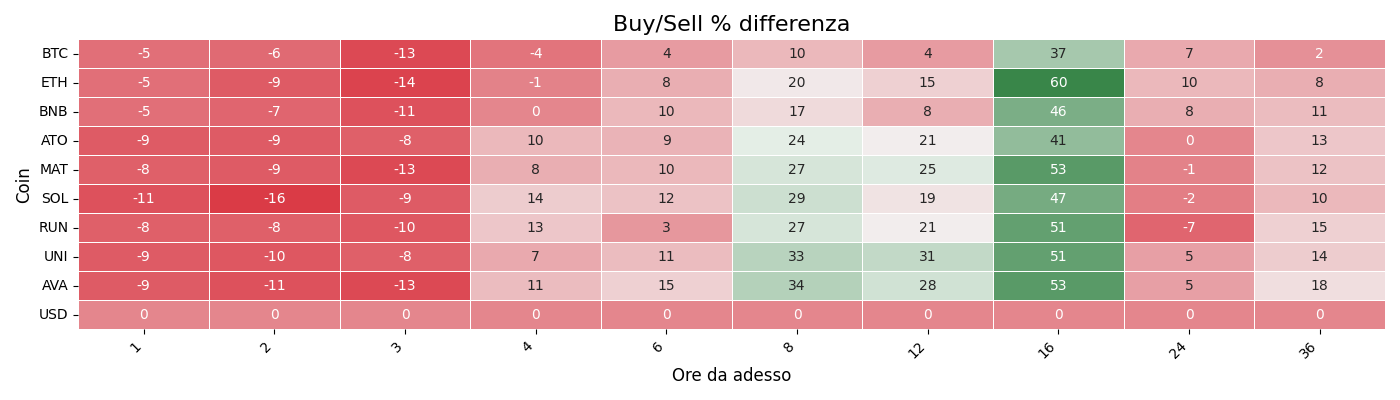 Buy/Sell % differenza
Coin
BTC -5 -6 -13 -4 4 10 4 37 7 2
ETH -5 -9 -14 -1 8 20 15 60 10 8
BNB -5 -7 -11 0 10 17 8 46 8 11
ATO -9 -9 -8 10 9 24 21 41 0 13
MAT -8 -9 -13 8 10 27 25 53 -1 12
SOL -11 -16 -9 14 12 29 19 47 -2 10
RUN -8 -8 -10 13 3 27 21 51 -7 15
UNI -9 -10 -8 7 11 33 31 51 5 14
AVA -9 -11 -13 11 15 34 28 53 5 18
USD 0 0 0 0 0 0 0 0 0 0
1 2 3 4 6 8 12 16 24 36
Ore da adesso